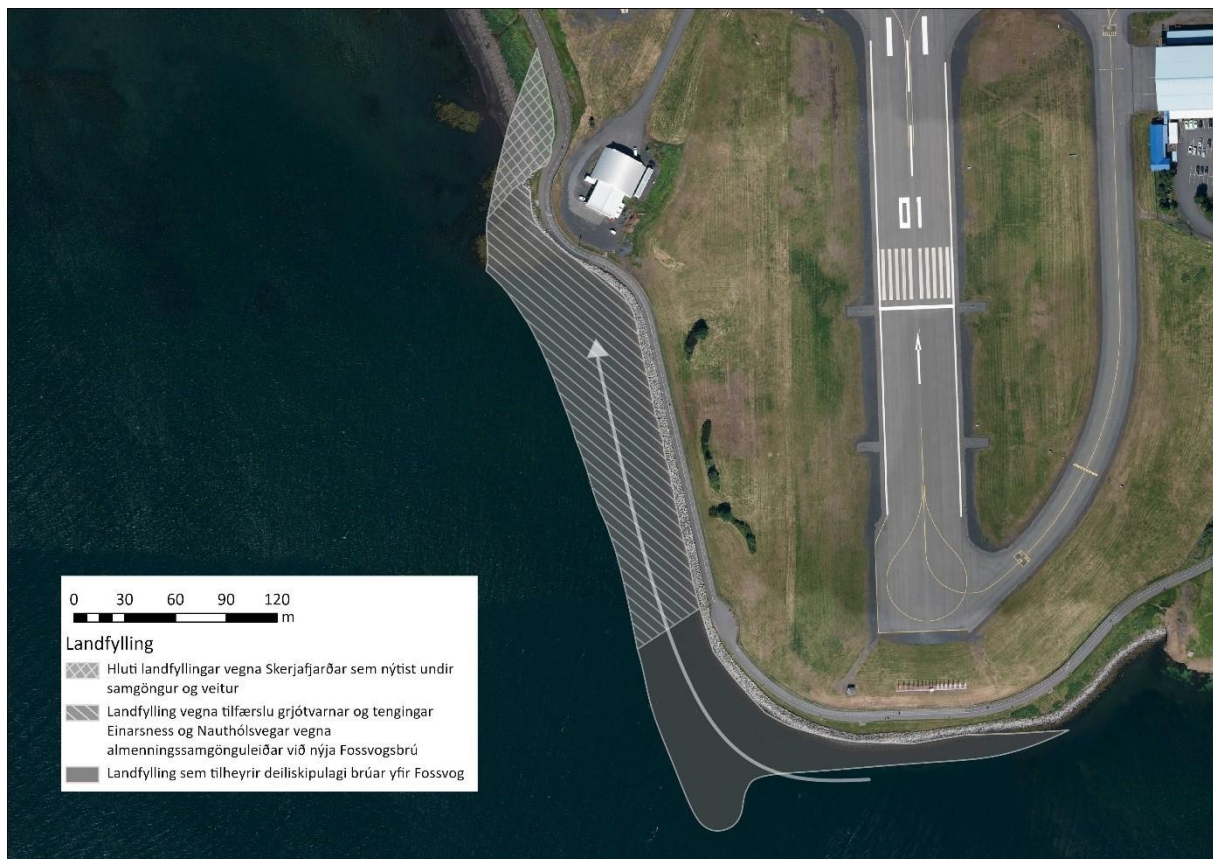 01
0 30 60 90 120
m
Landfylling
Hluti landfyllingar vegna Skerjafjarðar sem nýtist undir
samgöngur og veitur
Landfylling vegna tilfærslu grjótvarnar og tengingar
Einarsness og Nauthólsvegar vegna
almenningssamgönguleiðar við nýja Fossvogsbrú
Landfylling sem tilheyrir deiliskipulagi brúar yfir Fossvog